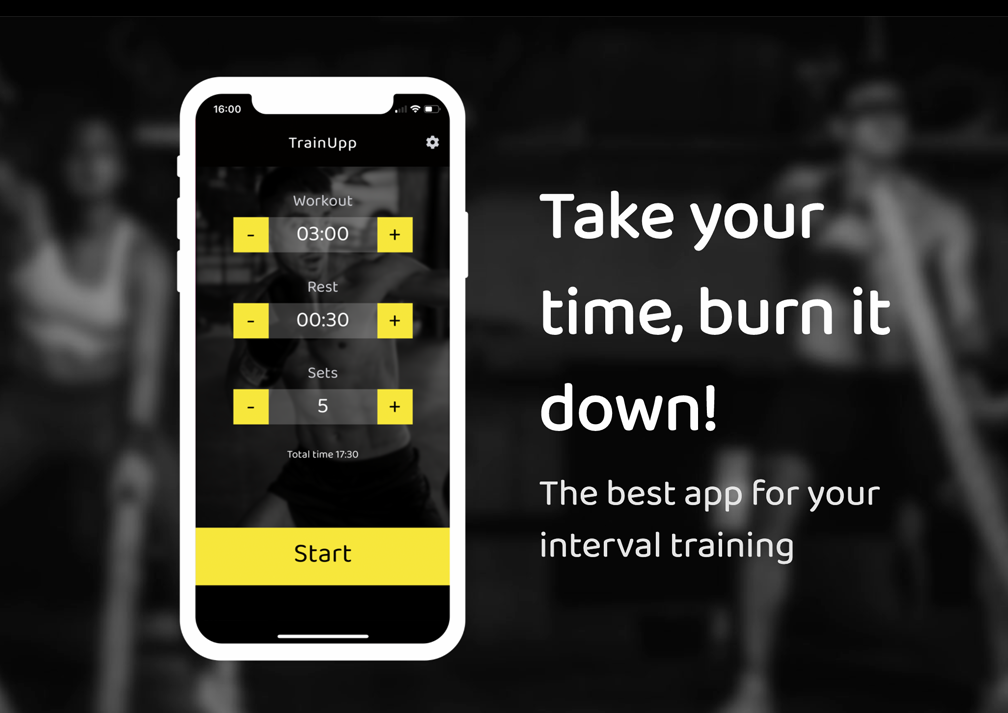 16:00
TrainUpp
Workout
- 03:00 +
Rest
- 00:30 +
Sets
- 5 +
Total time 17:30
Start
Take your
time, burn it
down!
The best app for your
interval training